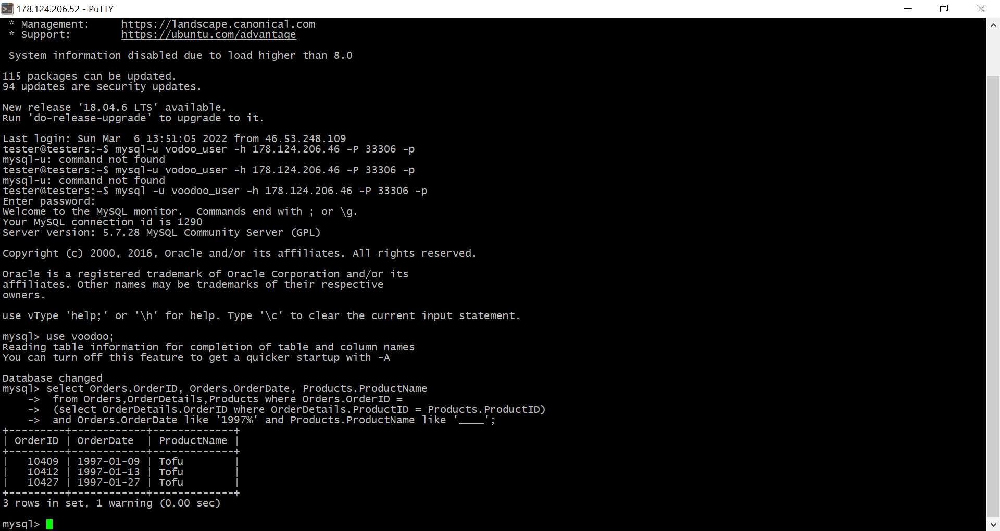 178.124.206.52 - PuTTY
 * Management:     https://landscape.canonical.com
 * Support:        https://ubuntu.com/advantage
 System information disabled due to load higher than 8.0
115 packages can be updated.
94 updates are security updates.
New release '18.04.6 LTS' available.
Run 'do-release-upgrade' to upgrade to it.
Last login: Sun Mar  6 13:51:05 2022 from 46.53.248.109
tester@testers:~$ mysql-u vodoo_user -h 178.124.206.46 -P 33306 -p
mysql-u: command not found
tester@testers:~$ mysql-u vodoo_user -h 178.124.206.46 -P 33306 -p
mysql-u: command not found
tester@testers:~$ mysql -u voodoo_user -h 178.124.206.46 -P 33306 -p
Enter password:
Welcome to the MySQL monitor.  Commands end with ; or \g.
Your MySQL connection id is 1290
Server version: 5.7.28 MySQL Community Server (GPL)
Copyright (c) 2000, 2016, Oracle and/or its affiliates. All rights reserved.
Oracle is a registered trademark of Oracle Corporation and/or its
affiliates. Other names may be trademarks of their respective
owners.
use vType 'help;' or '\h' for help. Type '\c' to clear the current input statement.
mysql> use voodoo;
Reading table information for completion of table and column names
You can turn off this feature to get a quicker startup with -A
Database changed
mysql> select Orders.OrderID, Orders.OrderDate, Products.ProductName
    ->  from Orders,OrderDetails,Products where Orders.OrderID =
    ->  (select OrderDetails.OrderID where OrderDetails.ProductID = Products.ProductID)
    ->  and Orders.OrderDate like '1997%' and Products.ProductName like '____';
+---------+------------+-------------+
| OrderID | OrderDate  | ProductName |
+---------+------------+-------------+
|   10409 | 1997-01-09 | Tofu        |
|   10412 | 1997-01-13 | Tofu        |
|   10427 | 1997-01-27 | Tofu        |
+---------+------------+-------------+
3 rows in set, 1 warning (0.00 sec)
mysql>